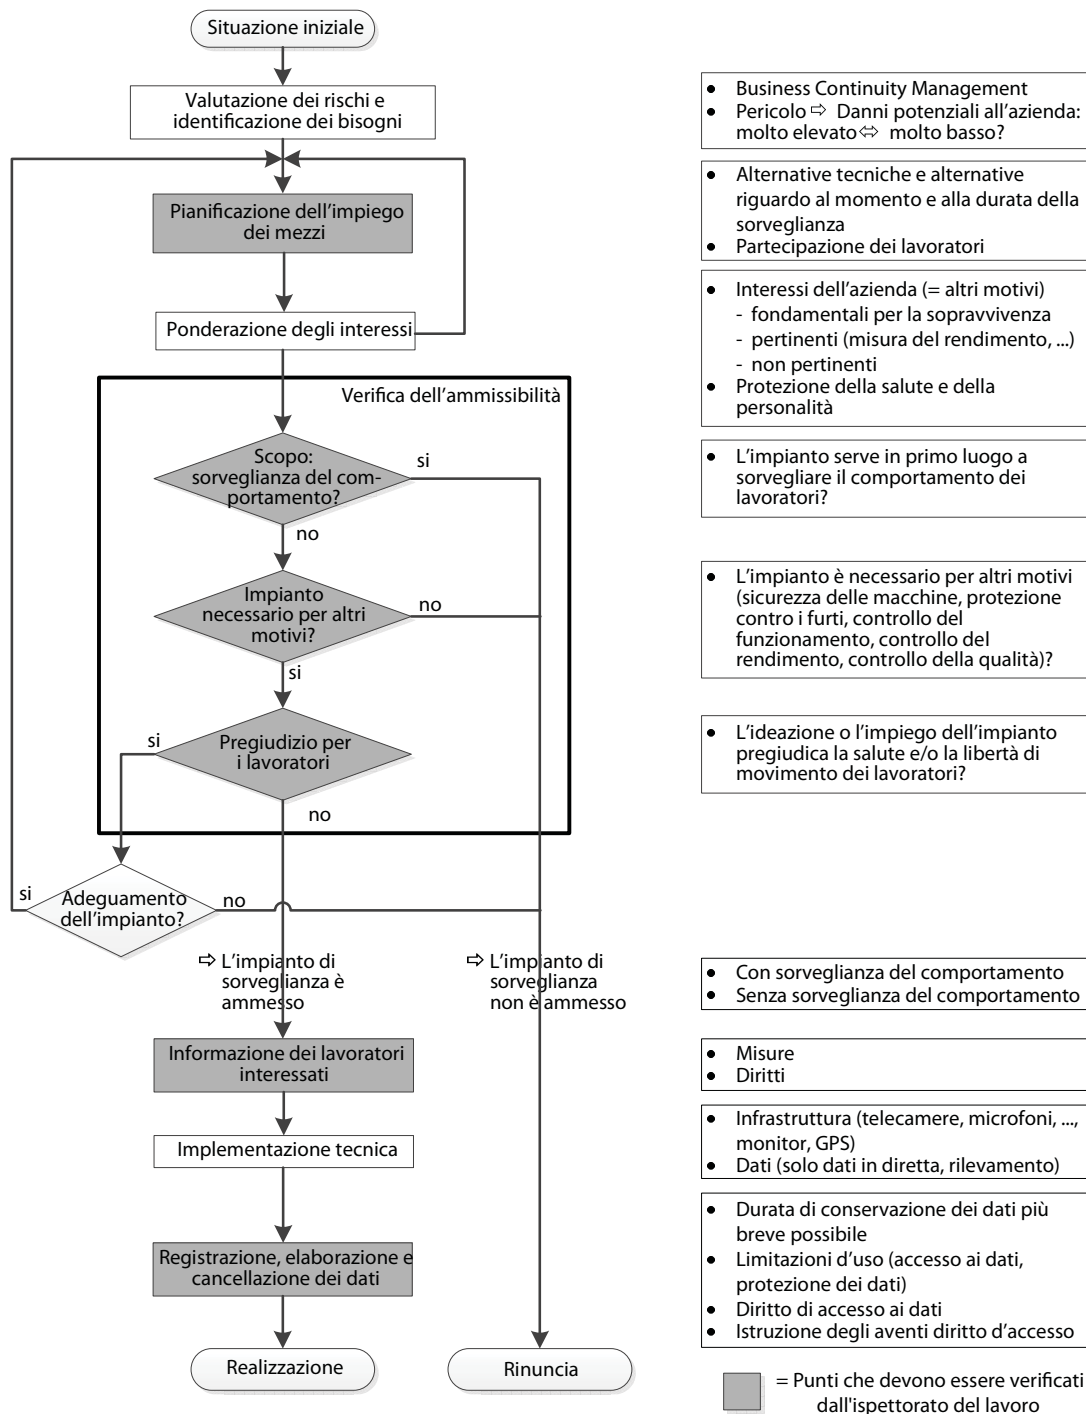 Situazione iniziale
Valutazione dei rischi e
identificazione dei bisogni
Pianificazione dell'impiego
dei mezzi
Ponderazione degli interessi
Verifica dell'ammissibilità
Scopo:
sorveglianza del com-
portamento?
si
no
Impianto
necessario per altri
motivi?
no
si
Pregiudizio per
i lavoratori
si
no
Adeguamento
dell'impianto?
si
no
⇨ L'impianto di
sorveglianza è
ammesso
⇨ L'impianto di
sorveglianza
non è ammesso
Informazione dei lavoratori
interessati
Implementazione tecnica
Registrazione, elaborazione e
cancellazione dei dati
Realizzazione
Rinuncia
• Business Continuity Management
• Pericolo ⇨ Danni potenziali all'azienda:
molto elevato ⬄ molto basso?
• Alternative tecniche e alternative
riguardo al momento e alla durata della
sorveglianza
• Partecipazione dei lavoratori
• Interessi dell'azienda (= altri motivi)
- fondamentali per la sopravvivenza
- pertinenti (misura del rendimento, ...)
- non pertinenti
• Protezione della salute e della
personalità
• L'impianto serve in primo luogo a
sorvegliare il comportamento dei
lavoratori?
• L'impianto è necessario per altri motivi
(sicurezza delle macchine, protezione
contro i furti, controllo del
funzionamento, controllo del
rendimento, controllo della qualità)?
• L'ideazione o l'impiego dell'impianto
pregiudica la salute e/o la libertà di
movimento dei lavoratori?
• Con sorveglianza del comportamento
• Senza sorveglianza del comportamento
• Misure
• Diritti
• Infrastruttura (telecamere, microfoni, ...,
monitor, GPS)
• Dati (solo dati in diretta, rilevamento)
• Durata di conservazione dei dati più
breve possibile
• Limitazioni d'uso (accesso ai dati,
protezione dei dati)
• Diritto di accesso ai dati
• Istruzione degli aventi diritto d'accesso
= Punti che devono essere verificati
dall'ispettorato del lavoro